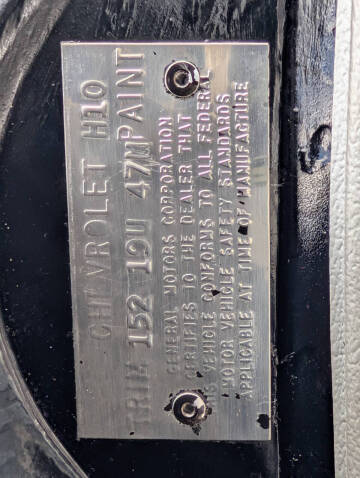 CHEVROLET H10
TRIM 152 19U 47M PAINT
GENERAL MOTORS CORPORATION
CERTIFIES TO THE DEALER THAT
THIS VEHICLE CONFORMS TO ALL FEDERAL
MOTOR VEHICLE SAFETY STANDARDS
APPLICABLE AT TIME OF MANUFACTURE